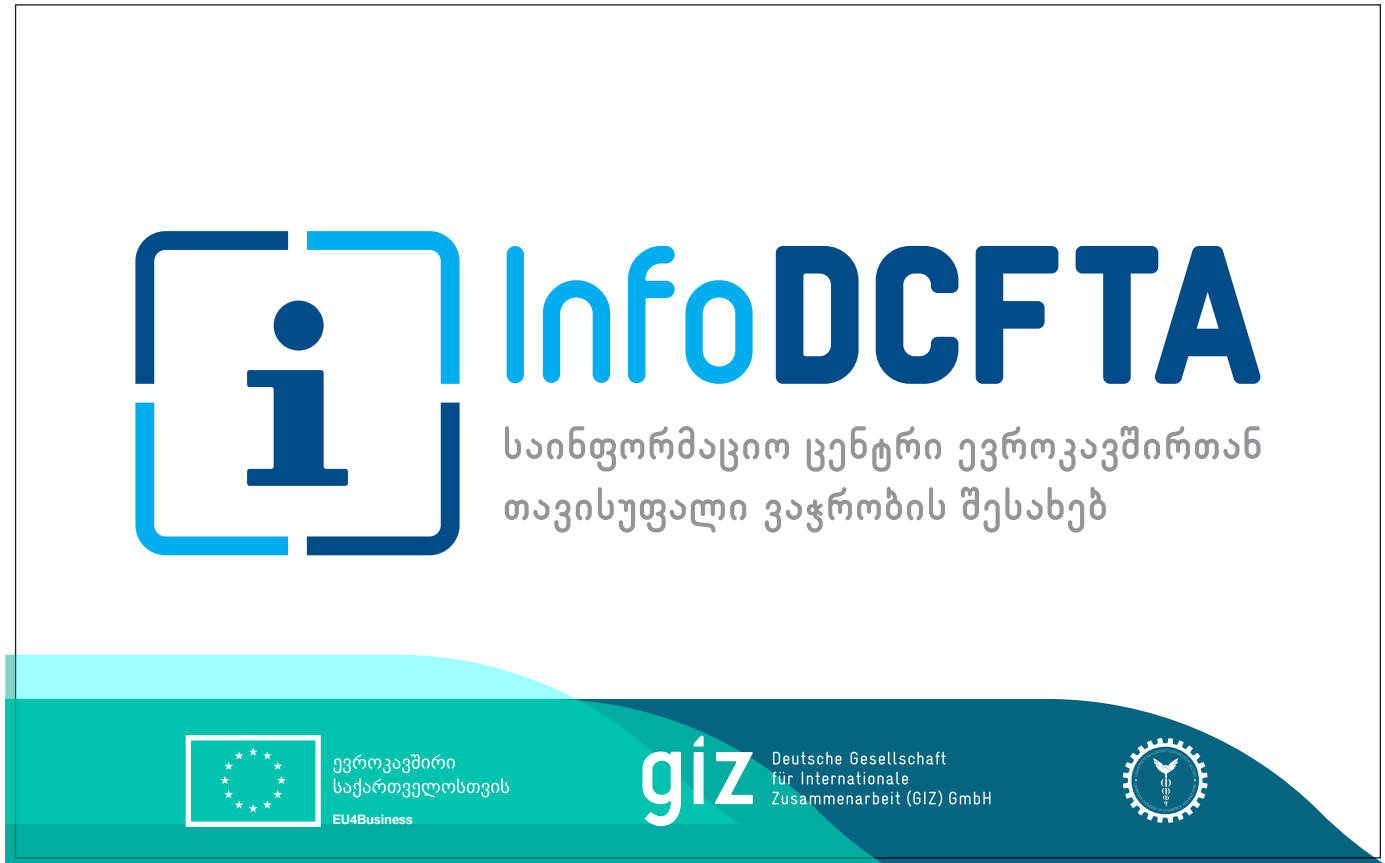 InfoDCFTA
საინფორმაციო ცენტრი ევროკავშირთან
თავისუფალი ვაჭრობის შესახებ
ევროკავშირი
საქართველოსთვის
EU4Business
giz
Deutsche Gesellschaft
für Internationale
Zusammenarbeit (GIZ) GmbH